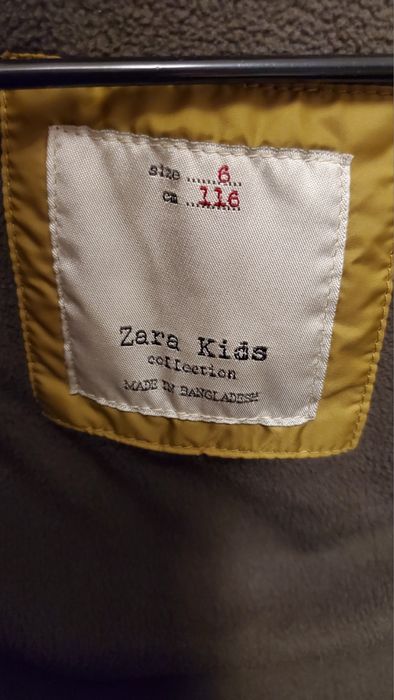 size ......6...
cm ...116
Zara Kids
collection
MADE IN BANGLADESH